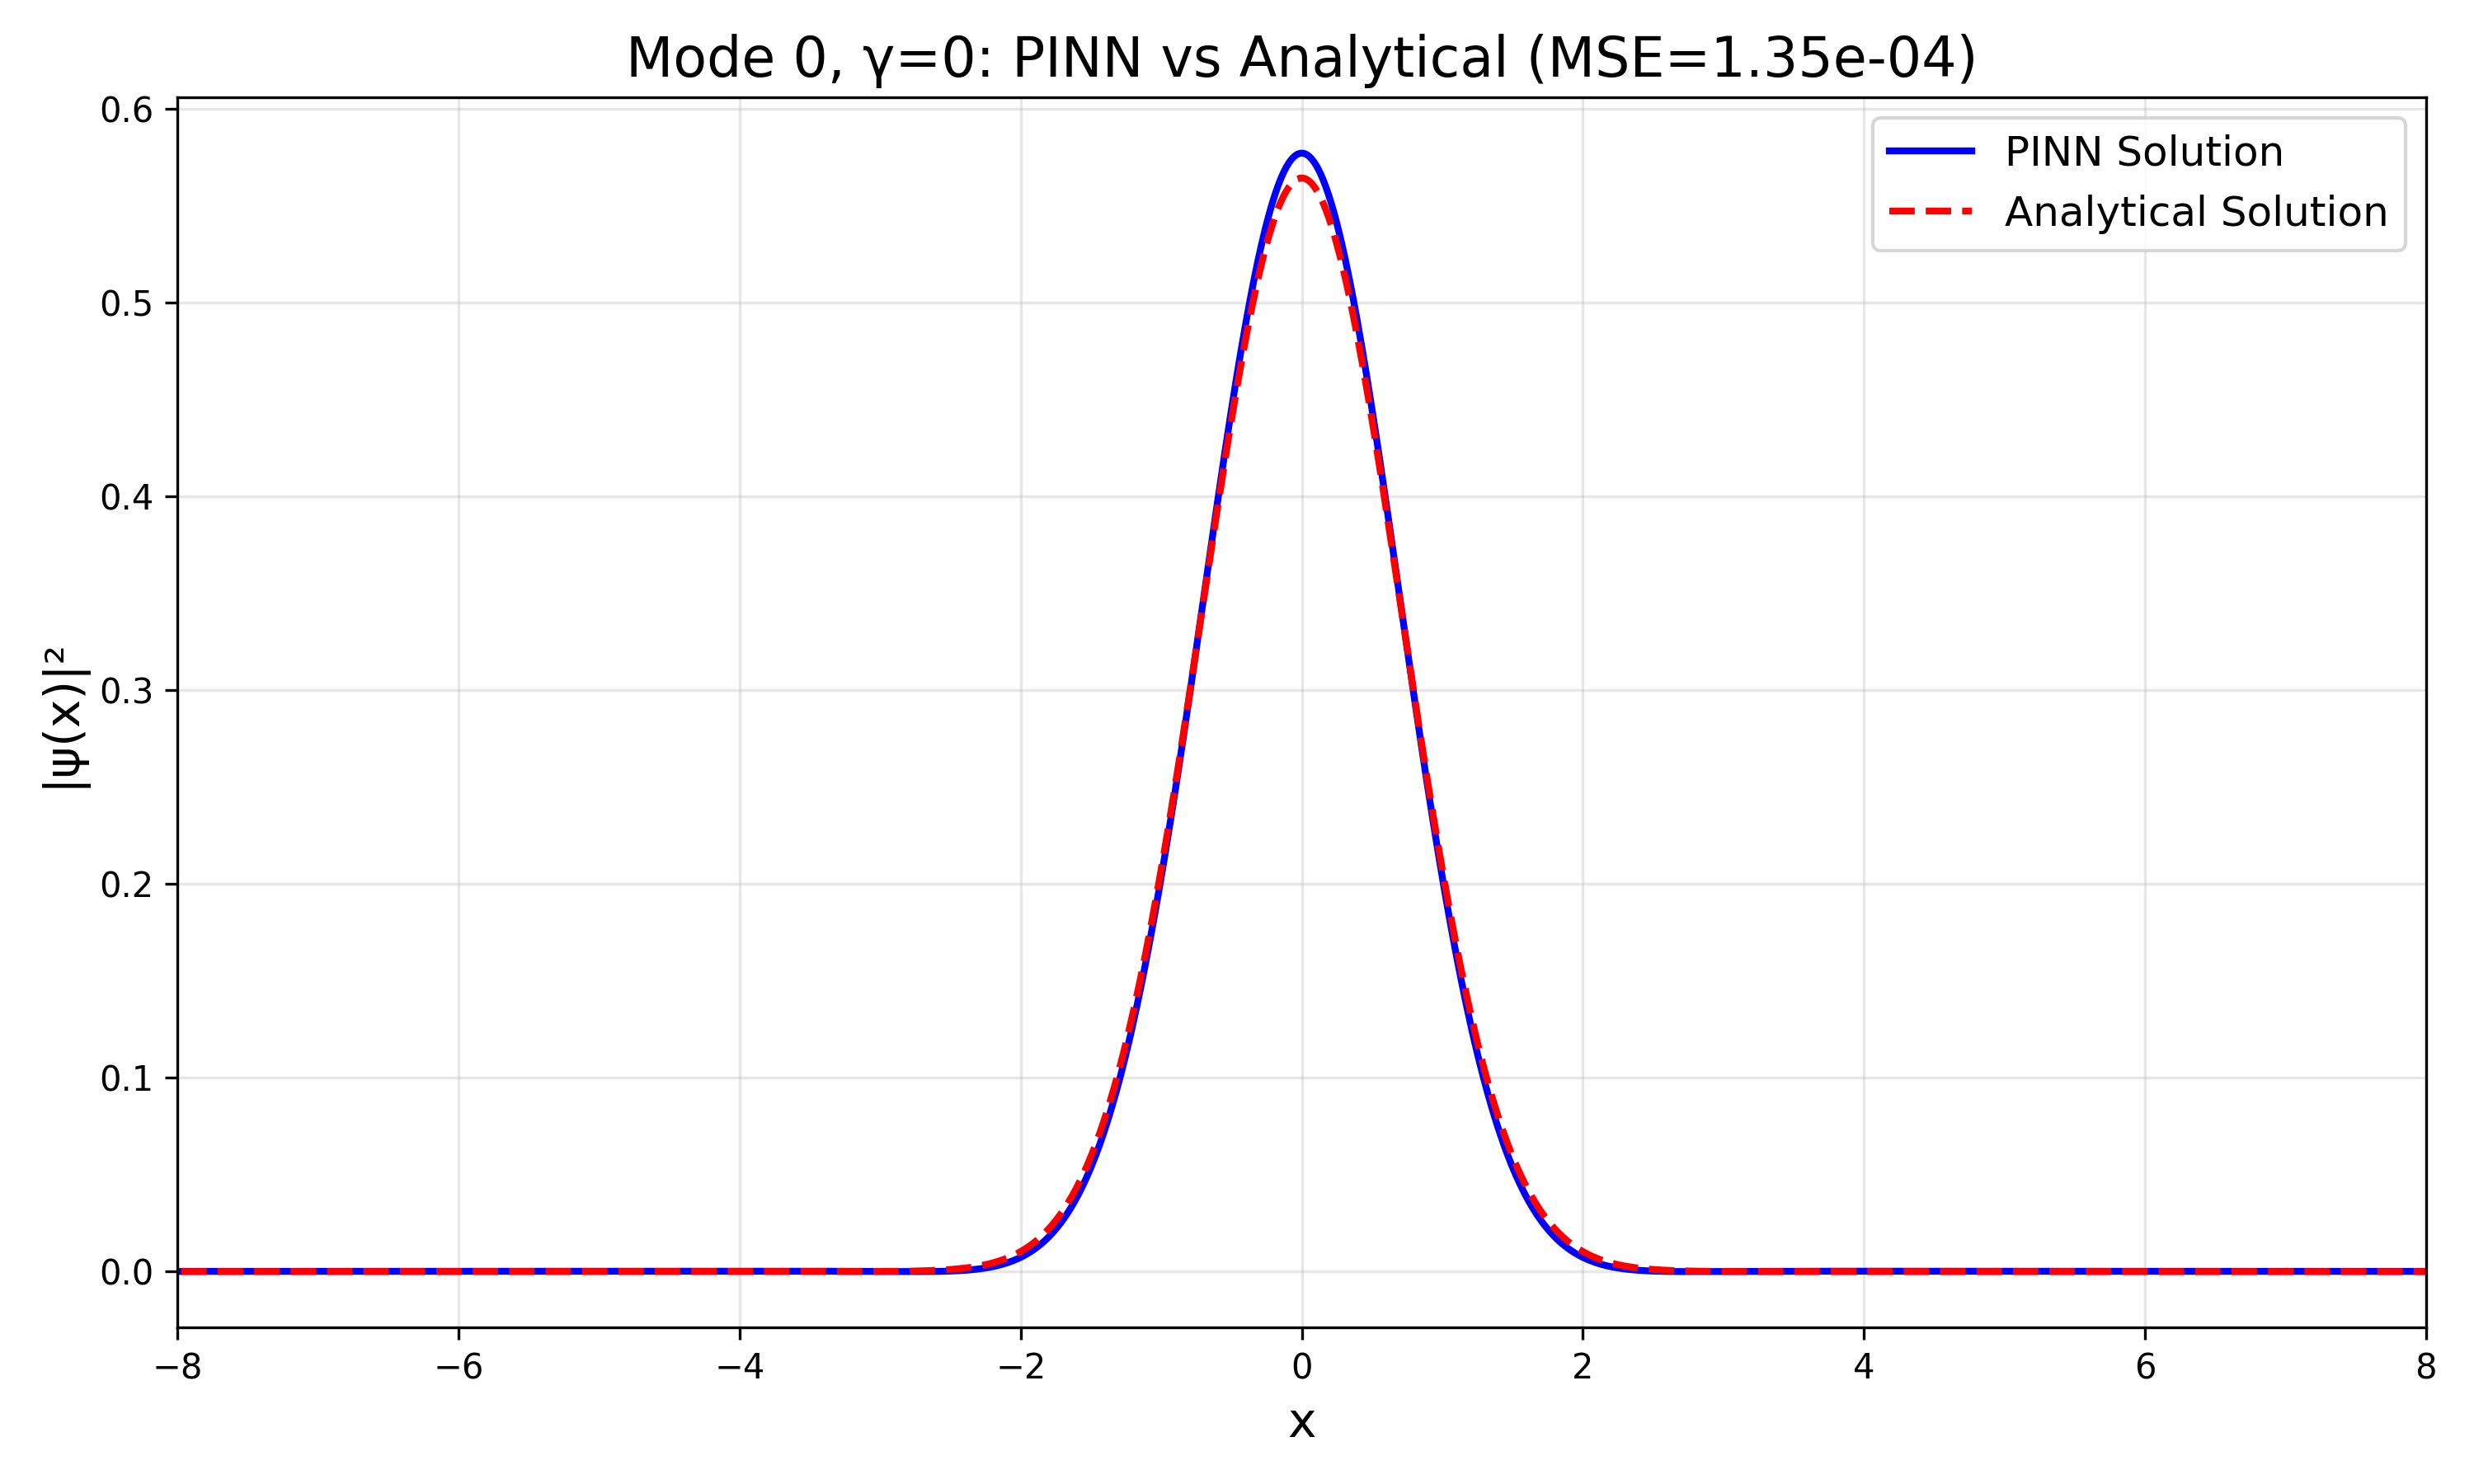 Mode 0, γ=0: PINN vs Analytical (MSE=1.35e-04)
PINN Solution
Analytical Solution
|ψ(x)|²
0.6
0.5
0.4
0.3
0.2
0.1
0.0
−8 −6 −4 −2 0 2 4 6 8
x